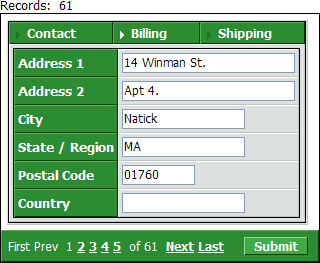 Records: 61
Contact Billing Shipping
Address 1 14 Winman St.
Address 2 Apt 4.
City Natick
State / Region MA
Postal Code 01760
Country
First Prev 1 2 3 4 5 of 61 Next Last Submit